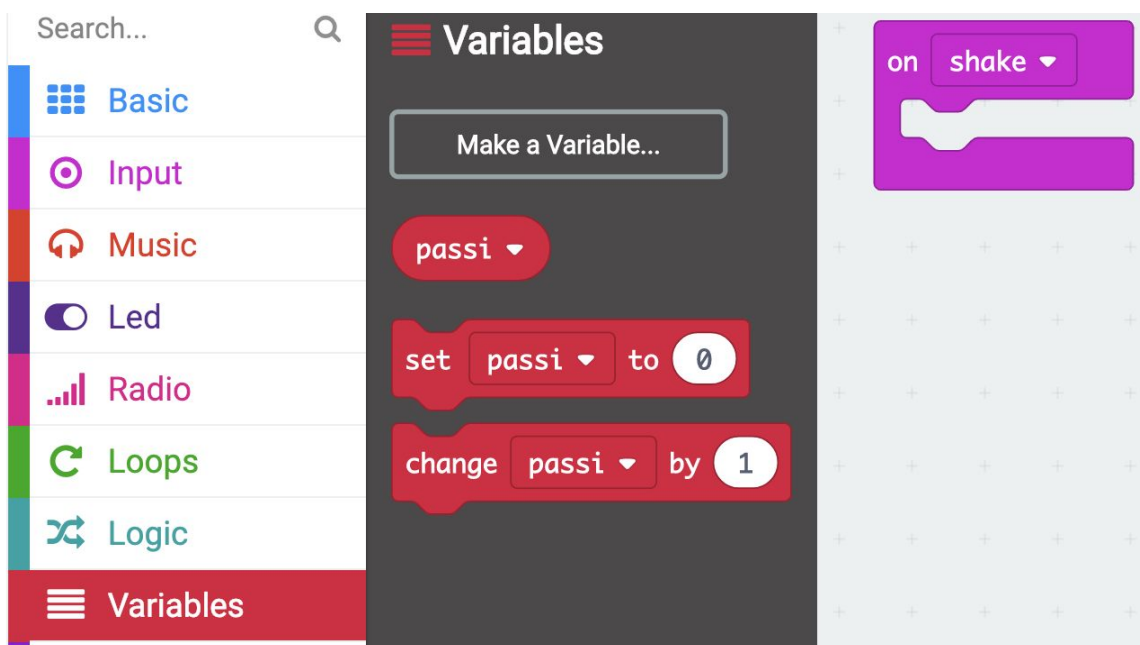 Search...
Basic
Input
Music
Led
Radio
Loops
Logic
Variables
Variables
Make a Variable...
passi
set passi to 0
change passi by 1
on shake